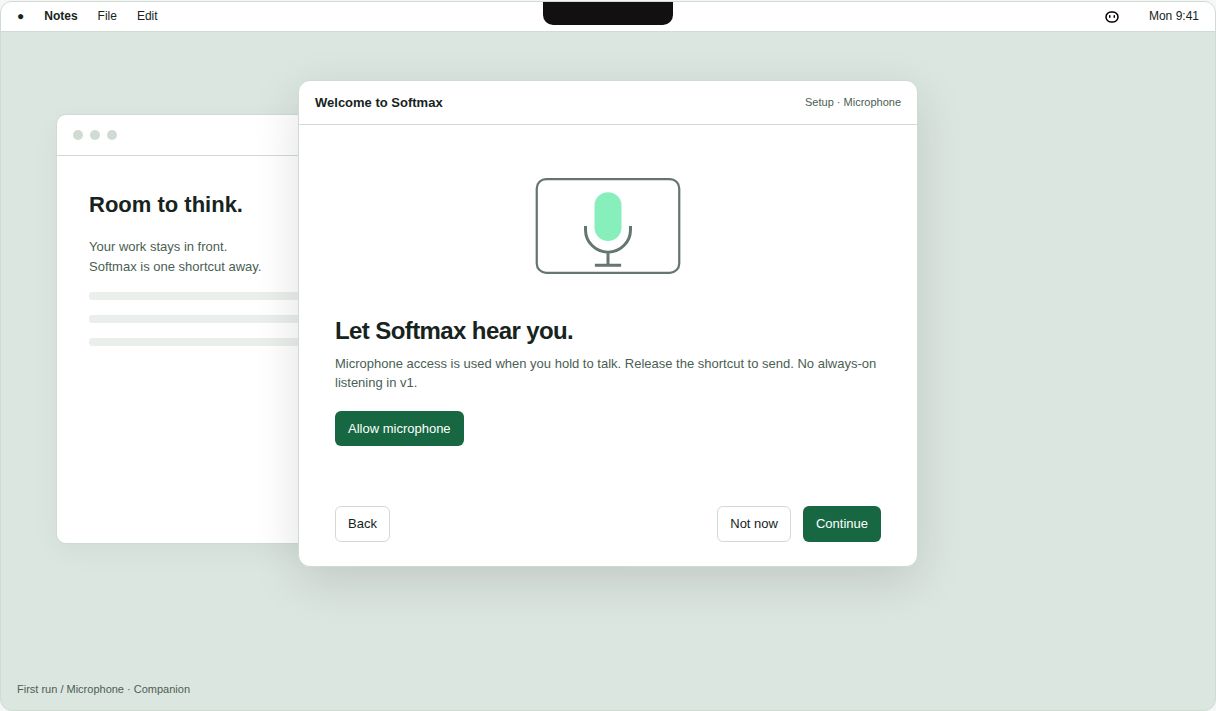 Notes File Edit
Mon 9:41
Welcome to Softmax
Setup · Microphone
Room to think.
Your work stays in front.
Softmax is one shortcut away.
Let Softmax hear you.
Microphone access is used when you hold to talk. Release the shortcut to send. No always-on
listening in v1.
Allow microphone
Back
Not now
Continue
First run / Microphone · Companion